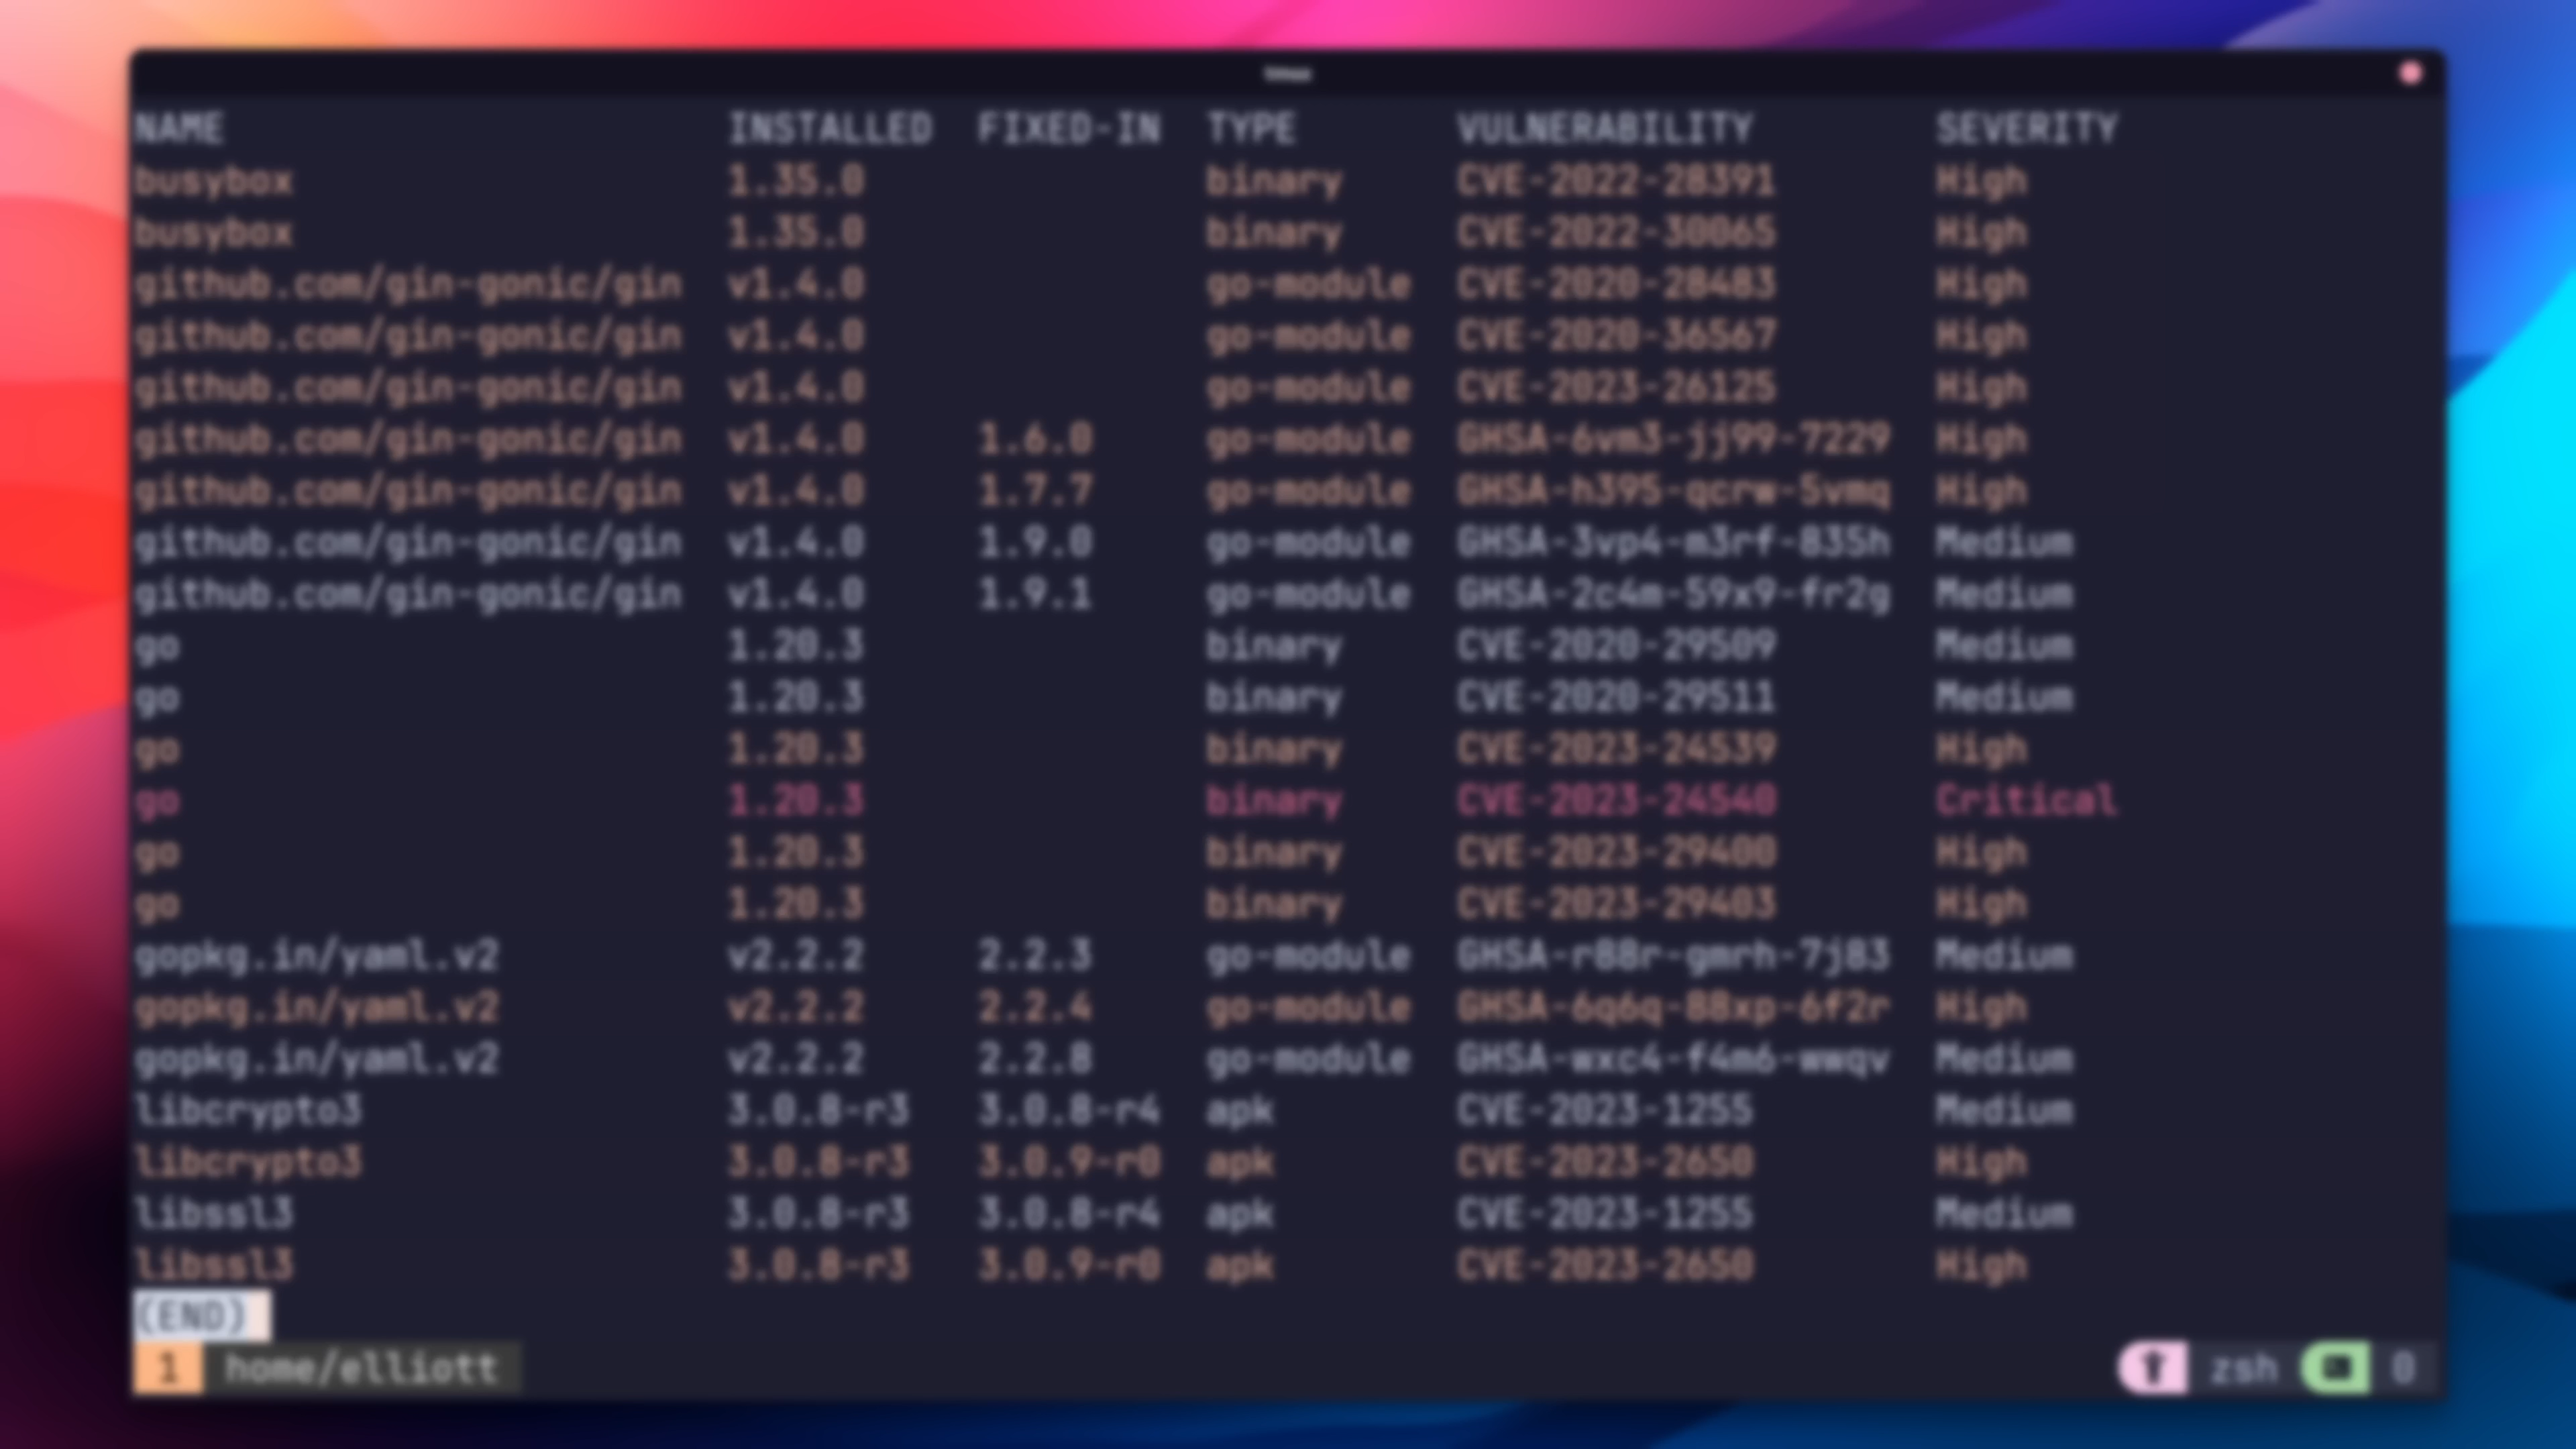 tmux
NAME INSTALLED FIXED-IN TYPE VULNERABILITY SEVERITY
busybox 1.35.0 binary CVE-2022-28391 High
busybox 1.35.0 binary CVE-2022-30065 High
github.com/gin-gonic/gin v1.4.0 go-module CVE-2020-28483 High
github.com/gin-gonic/gin v1.4.0 go-module CVE-2020-36567 High
github.com/gin-gonic/gin v1.4.0 go-module CVE-2023-26125 High
github.com/gin-gonic/gin v1.4.0 1.6.0 go-module GHSA-6vm3-jj99-7229 High
github.com/gin-gonic/gin v1.4.0 1.7.7 go-module GHSA-h395-qcrw-5vmq High
github.com/gin-gonic/gin v1.4.0 1.9.0 go-module GHSA-3vp4-m3rf-835h Medium
github.com/gin-gonic/gin v1.4.0 1.9.1 go-module GHSA-2c4m-59x9-fr2g Medium
go 1.20.3 binary CVE-2020-29509 Medium
go 1.20.3 binary CVE-2020-29511 Medium
go 1.20.3 binary CVE-2023-24539 High
go 1.20.3 binary CVE-2023-24540 Critical
go 1.20.3 binary CVE-2023-29400 High
go 1.20.3 binary CVE-2023-29403 High
gopkg.in/yaml.v2 v2.2.2 2.2.3 go-module GHSA-r88r-gmrh-7j83 Medium
gopkg.in/yaml.v2 v2.2.2 2.2.4 go-module GHSA-6q6q-88xp-6f2r High
gopkg.in/yaml.v2 v2.2.2 2.2.8 go-module GHSA-wxc4-f4m6-wwqv Medium
libcrypto3 3.0.8-r3 3.0.8-r4 apk CVE-2023-1255 Medium
libcrypto3 3.0.8-r3 3.0.9-r0 apk CVE-2023-2650 High
libssl3 3.0.8-r3 3.0.8-r4 apk CVE-2023-1255 Medium
libssl3 3.0.8-r3 3.0.9-r0 apk CVE-2023-2650 High
(END)
1 home/elliott zsh 0